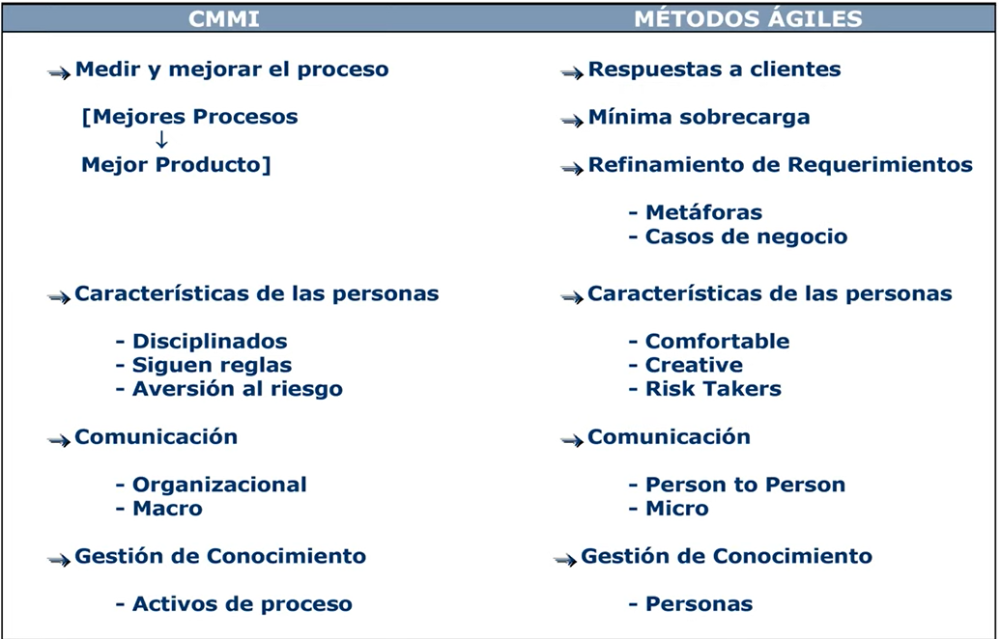 CMMI
Medir y mejorar el proceso
[Mejores Procesos
↓
Mejor Producto]
Características de las personas
- Disciplinados
- Siguen reglas
- Aversión al riesgo
Comunicación
- Organizacional
- Macro
Gestión de Conocimiento
- Activos de proceso
MÉTODOS ÁGILES
Respuestas a clientes
Mínima sobrecarga
Refinamiento de Requerimientos
- Metáforas
- Casos de negocio
Características de las personas
- Comfortable
- Creative
- Risk Takers
Comunicación
- Person to Person
- Micro
Gestión de Conocimiento
- Personas